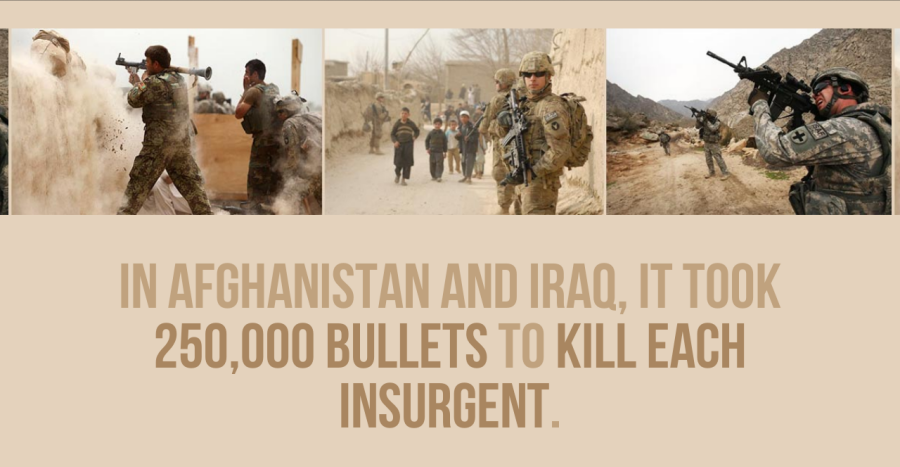 IN AFGHANISTAN AND IRAQ, IT TOOK
250,000 BULLETS TO KILL EACH
INSURGENT.